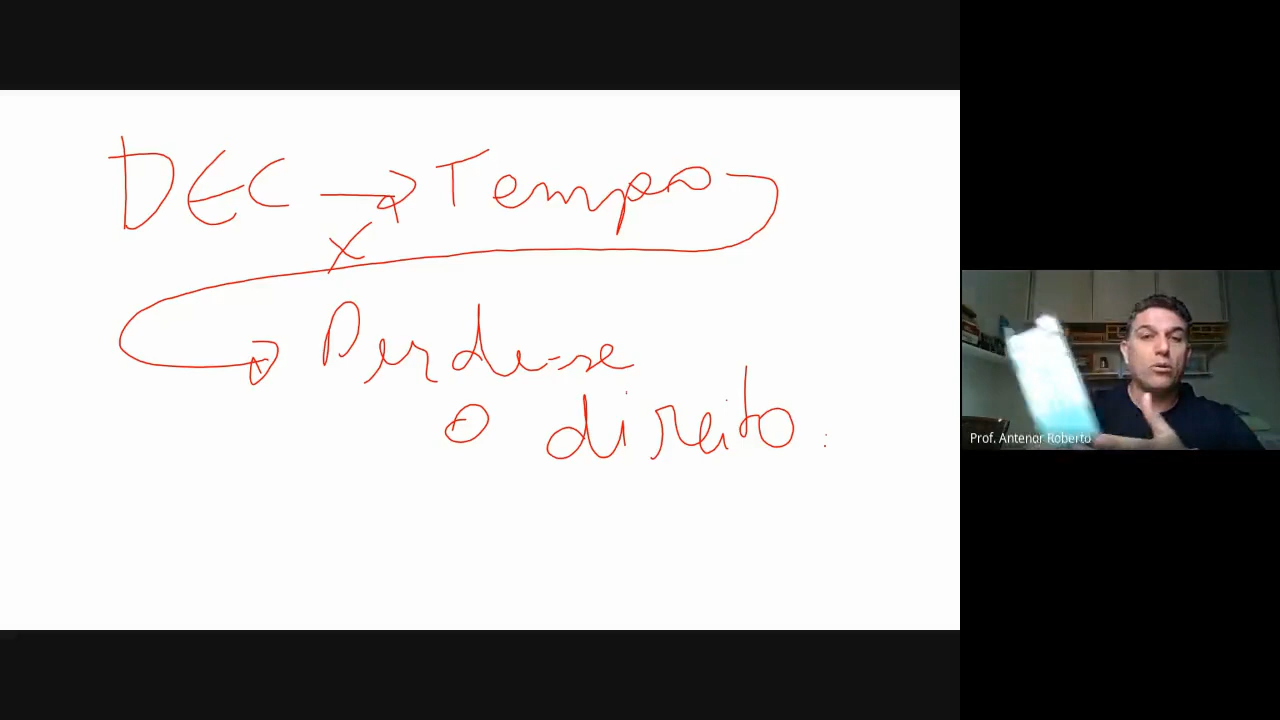 DEC → Tempo
x
Perde-se
o direito.
Prof. Antenor Roberto